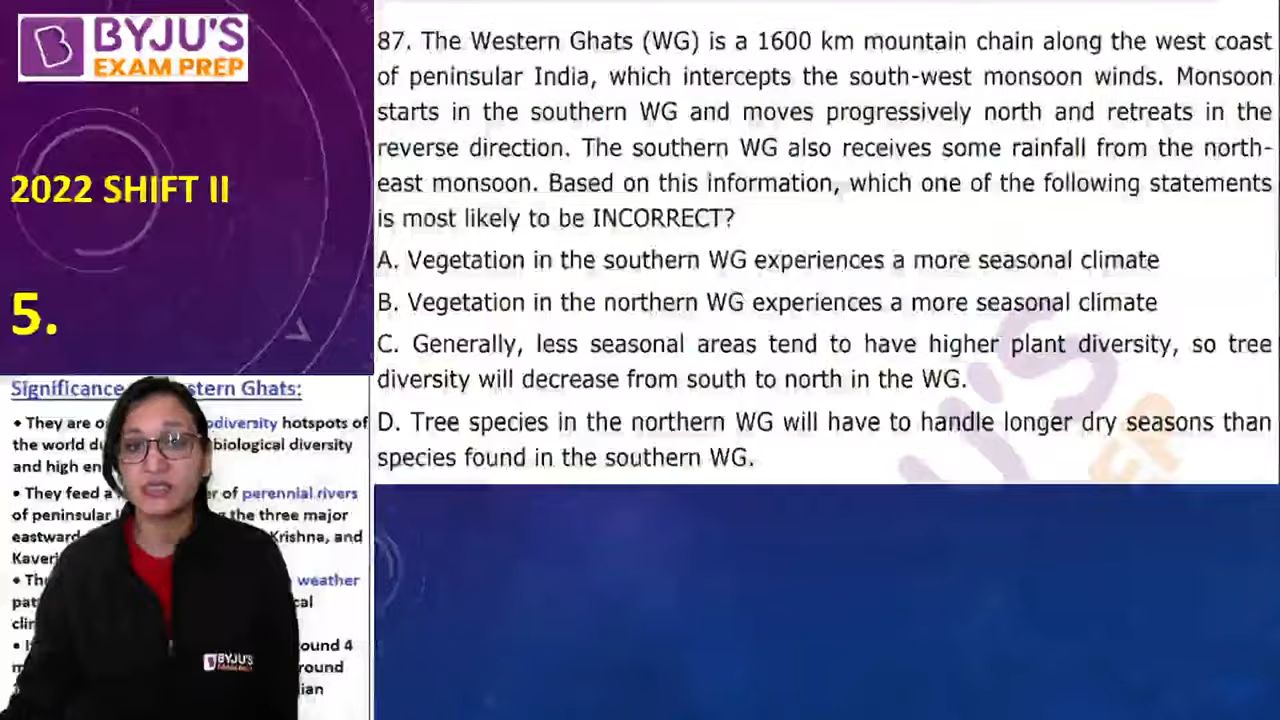 BYJU'S
EXAM PREP
2022 SHIFT II
5.
87. The Western Ghats (WG) is a 1600 km mountain chain along the west coast
of peninsular India, which intercepts the south-west monsoon winds. Monsoon
starts in the southern WG and moves progressively north and retreats in the
reverse direction. The southern WG also receives some rainfall from the north-
east monsoon. Based on this information, which one of the following statements
is most likely to be INCORRECT?
A. Vegetation in the southern WG experiences a more seasonal climate
B. Vegetation in the northern WG experiences a more seasonal climate
C. Generally, less seasonal areas tend to have higher plant diversity, so tree
diversity will decrease from south to north in the WG.
D. Tree species in the northern WG will have to handle longer dry seasons than
species found in the southern WG.
Significance Ghats:
• They are hotspots of
the world biological diversity
and high
• They feed a of perennial rivers
of peninsular the three major
eastward Krishna, and
weather
ound 4
round
ian
BYJU'S